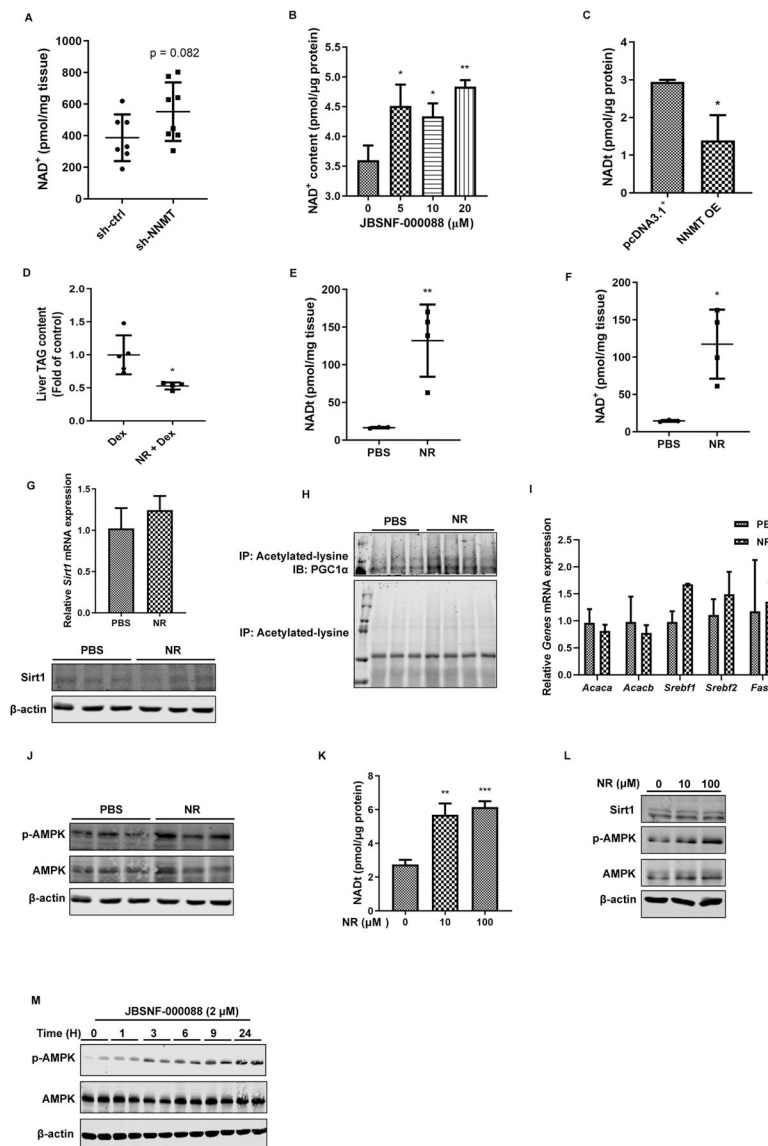 A
p = 0.082
NAD+ (pmol/mg tissue)
1000
800
600
400
200
0
sh-ctrl
sh-NNMT
B
NAD+ content (pmol/μg protein)
5.5
5.0
4.5
4.0
3.5
3.0
*
*
**
0 5 10 20
JBSNF-000088 (μM)
C
NADt (pmol/μg protein)
4
3
2
1
0
*
pcDNA3.1+
NNMT OE
D
Liver TAG content
(Fold of control)
2.0
1.5
1.0
0.5
0.0
*
Dex
NR + Dex
E
NADt (pmol/mg tissue)
200
150
100
50
0
**
PBS NR
F
NAD+ (pmol/mg tissue)
200
150
100
50
0
*
PBS NR
G
Relative Sirt1 mRNA expression
1.5
1.0
0.5
0.0
PBS NR
PBS NR
Sirt1
β-actin
H
PBS NR
IP: Acetylated-lysine
IB: PGC1α
IP: Acetylated-lysine
I
Relative Genes mRNA expression
2.5
2.0
1.5
1.0
0.5
0.0
Acaca Acacb Srebf1 Srebf2 Fas
PB
NR
J
PBS NR
p-AMPK
AMPK
β-actin
K
NADt (pmol/μg protein)
8
6
4
2
0
**
***
0 10 100
NR (μM )
L
NR (μM) 0 10 100
Sirt1
p-AMPK
AMPK
β-actin
M
JBSNF-000088 (2 μM)
Time (H) 0 1 3 6 9 24
p-AMPK
AMPK
β-actin